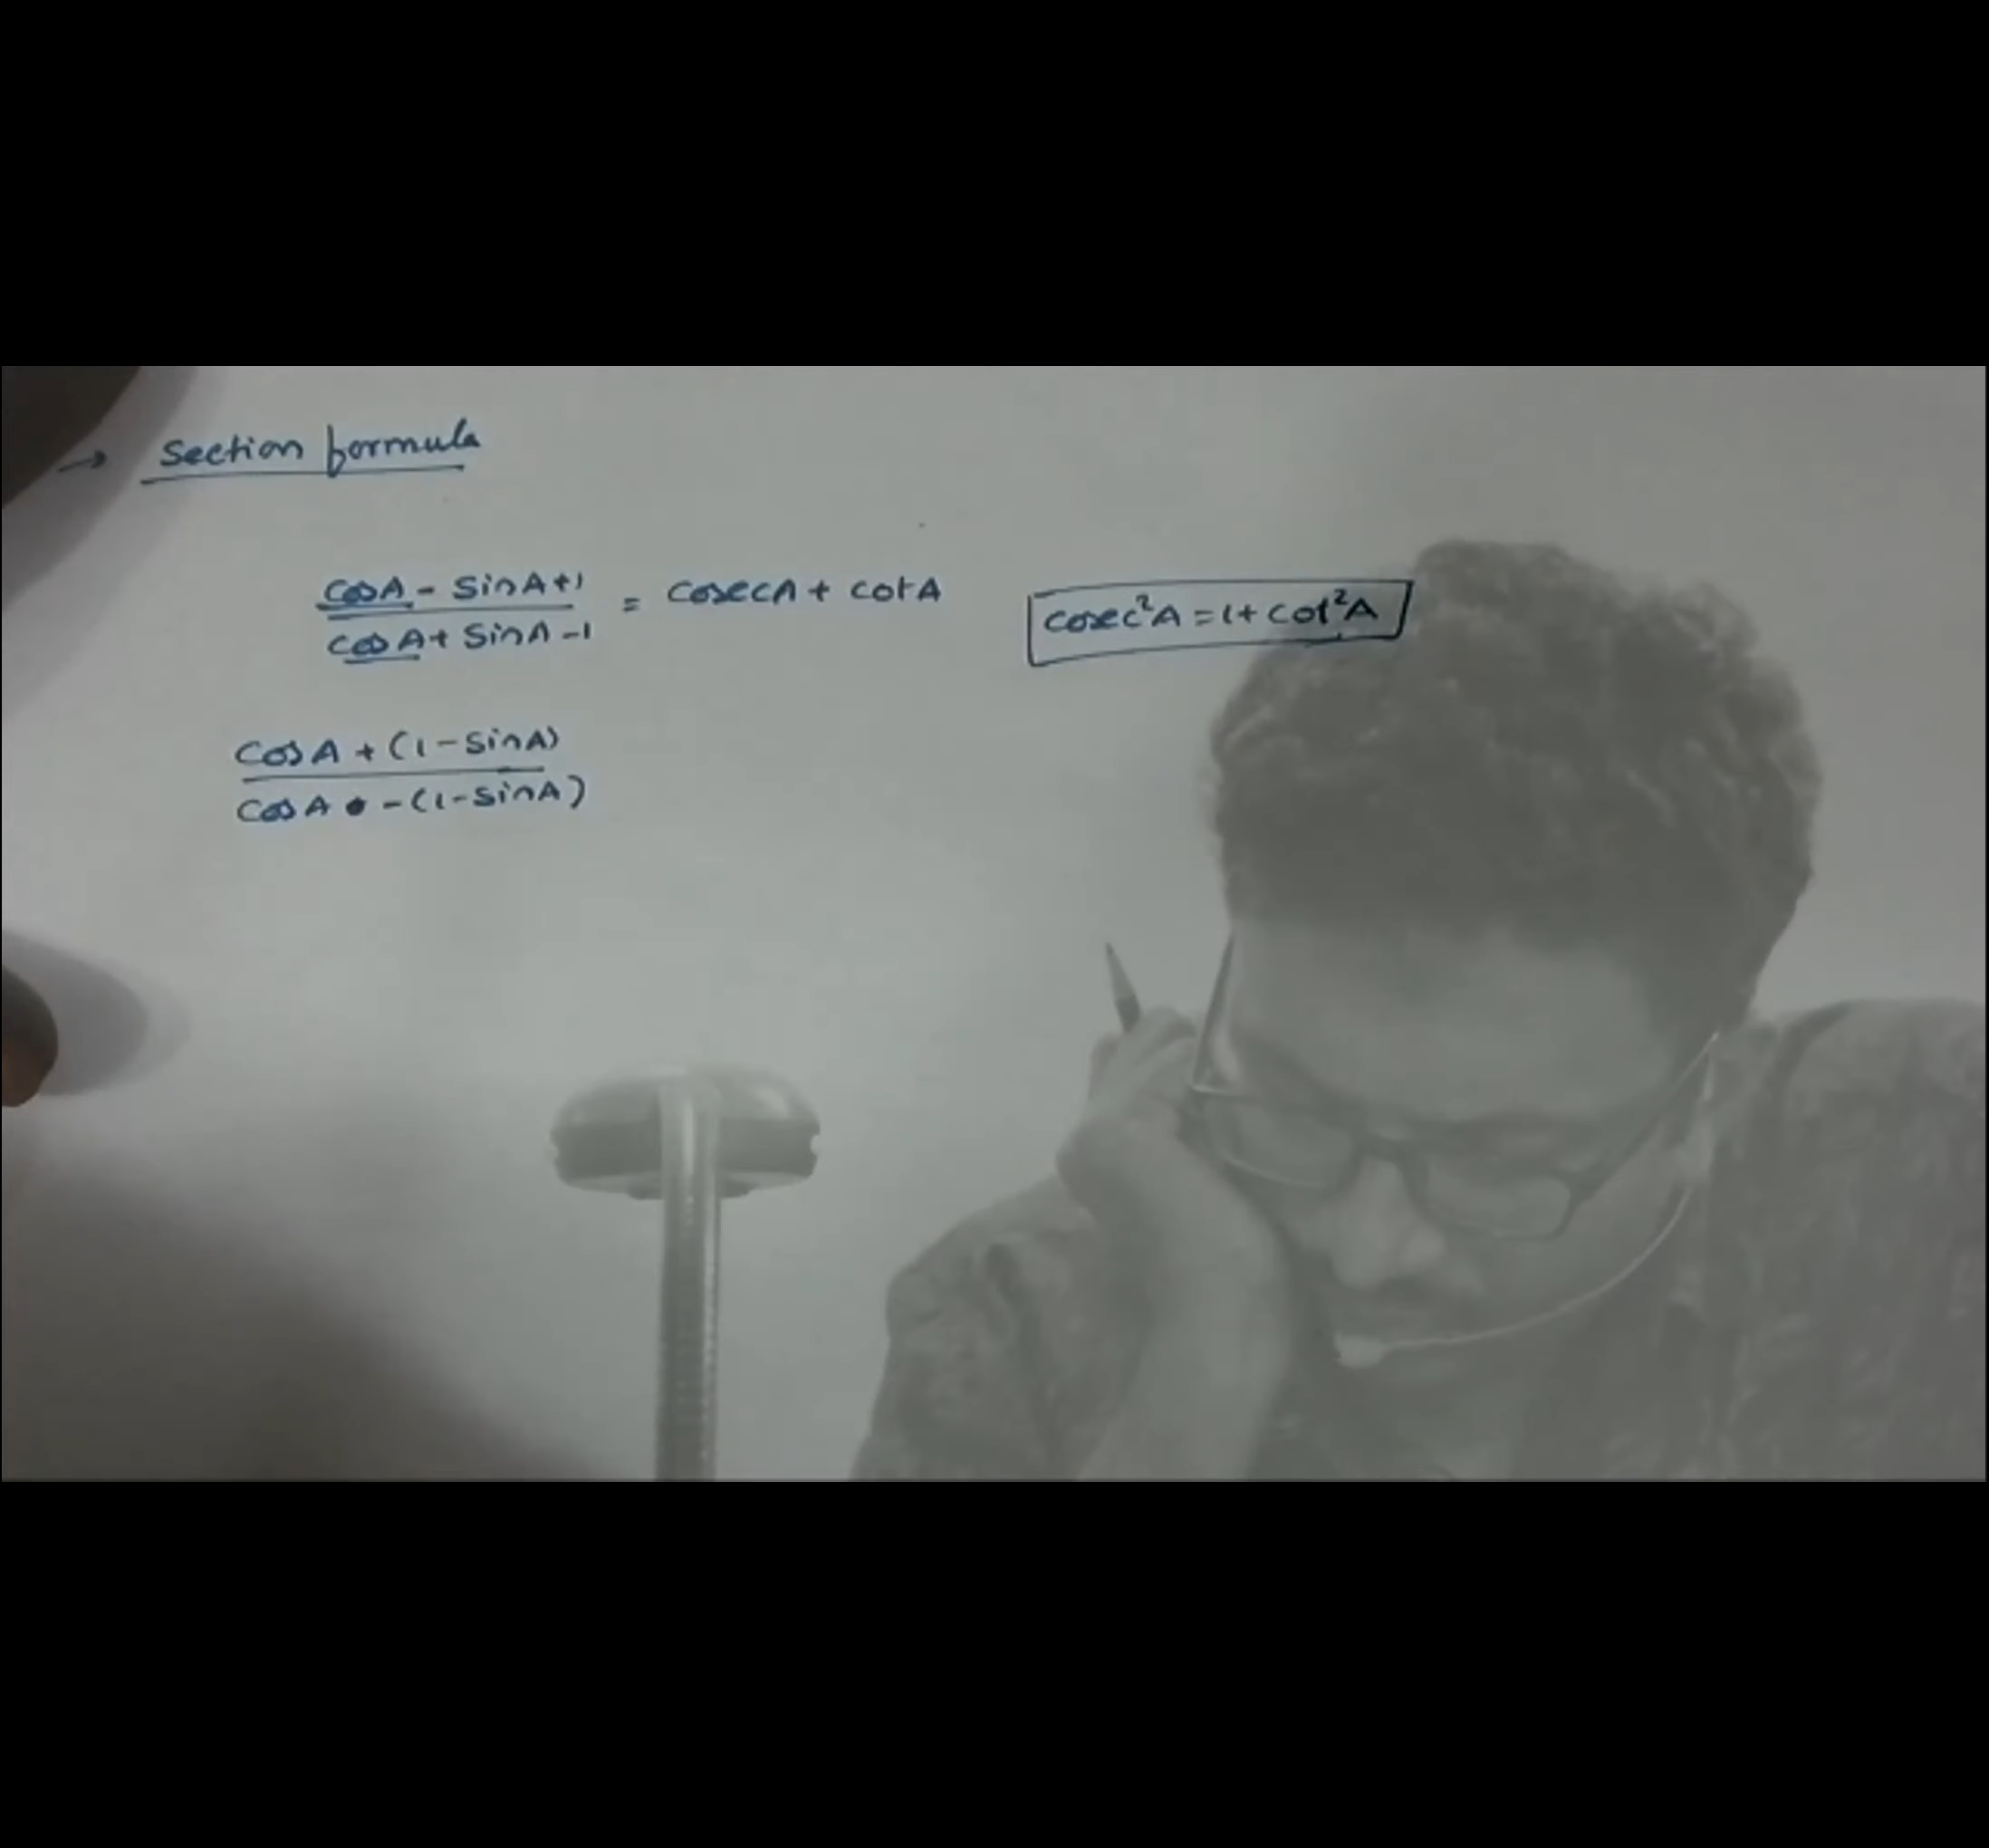 → Section formula
cosA - sinA+1
= cosecA + cotA
cosA + sinA -1
cosec²A = 1 + cot²A
cosA + (1 - sinA)
cosA - (1 - sinA)